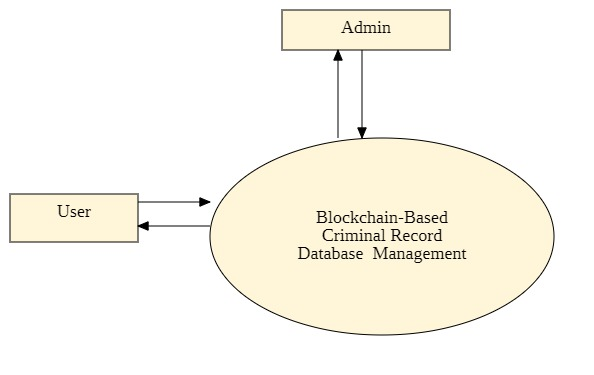 Admin
User
Blockchain-Based
Criminal Record
Database  Management